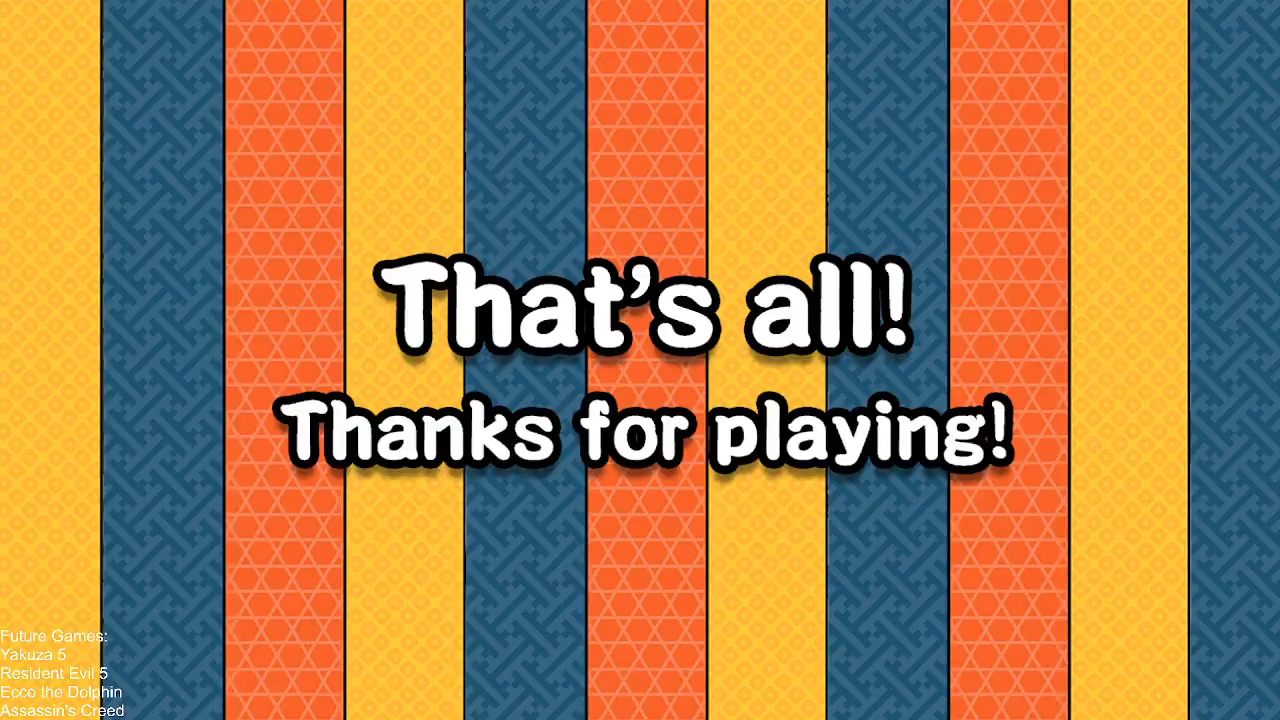 That's all!
Thanks for playing!
Future Games:
Yakuza 5
Resident Evil 5
Ecco the Dolphin
Assassin's Creed